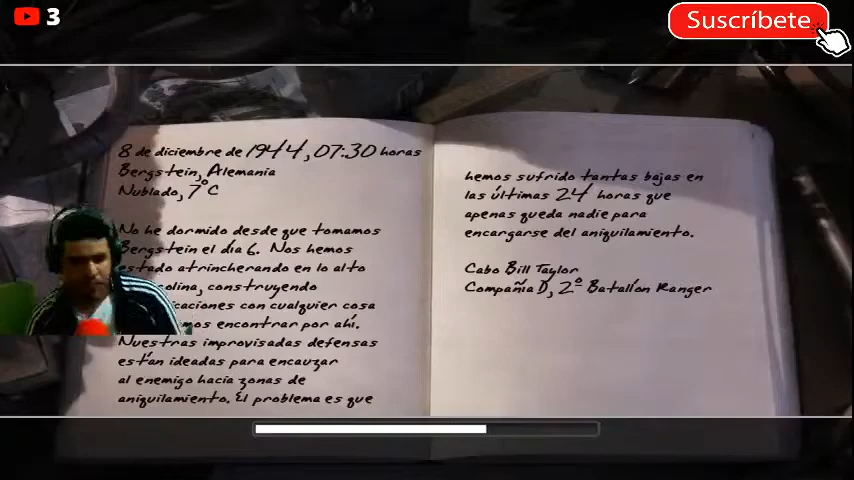 3
Suscríbete
8 de diciembre de 1944, 07:30 horas
Bergstein, Alemania
Nublado, 7°C
No he dormido desde que tomamos
Bergstein el día 6. Nos hemos
estado atrincherando en lo alto
colina, construyendo
icaciones con cualquier cosa
mos encontrar por ahí.
Nuestras improvisadas defensas
están ideadas para encauzar
al enemigo hacia zonas de
aniquilamiento. El problema es que
hemos sufrido tantas bajas en
las últimas 24 horas que
apenas queda nadie para
encargarse del aniquilamiento.
Cabo Bill Taylor
Compañía D, 2º Batallón Ranger